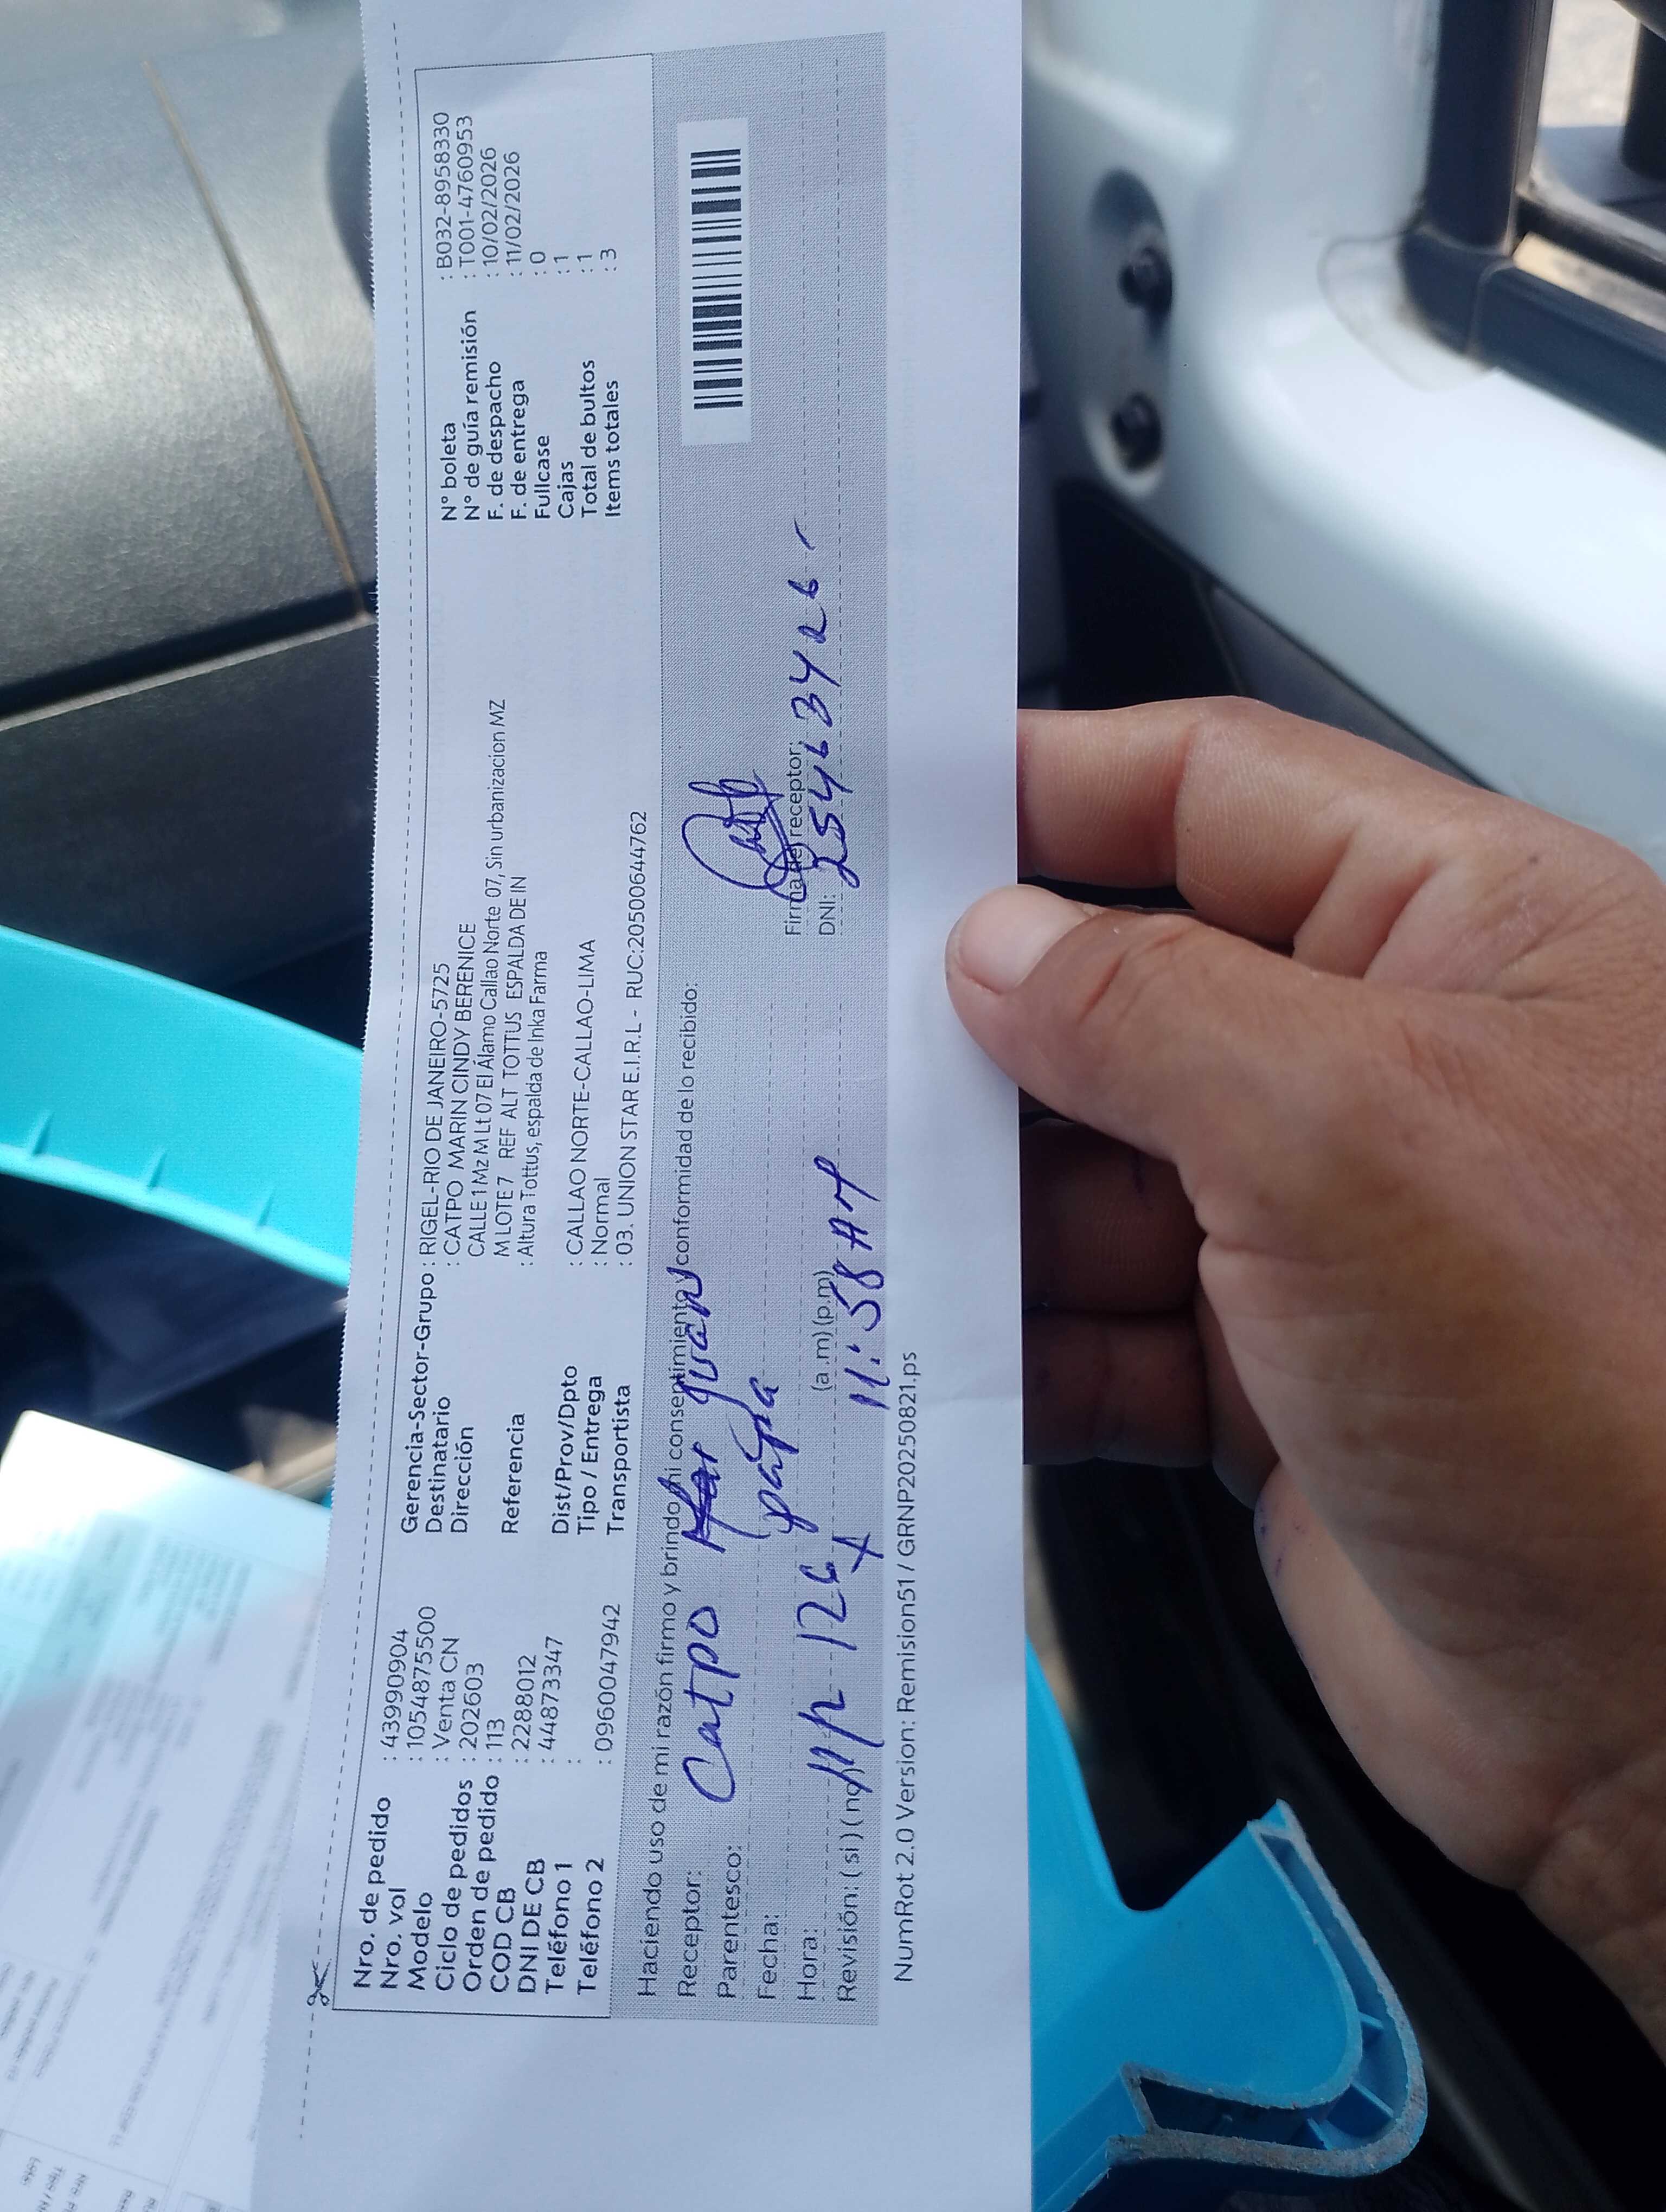 Nro. de pedido : 43990904
Nro. vol : 1054875500
Modelo : Venta CN
Ciclo de pedidos : 202603
Orden de pedido : 113
COD CB : 2288012
DNI DE CB : 44873347
Teléfono 1 :
Teléfono 2 : 0960047942
Gerencia-Sector-Grupo : RIGEL-RIO DE JANEIRO-5725
Destinatario : CATPO MARIN CINDY BERENICE
Dirección CALLE 1 Mz M Lt 07 El Álamo Callao Norte 07, Sin urbanizacion MZ
M LOTE 7 REF ALT TOTTUS ESPALDA DE IN
Referencia : Altura Tottus, espalda de Inka Farma
Dist/Prov/Dpto : CALLAO NORTE-CALLAO-LIMA
Tipo / Entrega : Normal
Transportista : 03. UNION STAR E.I.R.L - RUC:20500644762
N° boleta : B032-8958330
N° de guía remisión : T001-4760953
F. de despacho : 10/02/2026
F. de entrega : 11/02/2026
Fullcase : 0
Cajas : 1
Total de bultos : 1
Items totales : 3
Haciendo uso de mi razón firmo y brindo mi consentimiento y conformidad de lo recibido:
Receptor: Catpo Juan
Parentesco: papa
Fecha:
Hora: (a.m) (p.m) 11:58 AM
Revisión: (si) (no)
Firma del receptor:
DNI: 25463426
NumRot 2.0 Version: Remision51 / GRNP20250821.ps